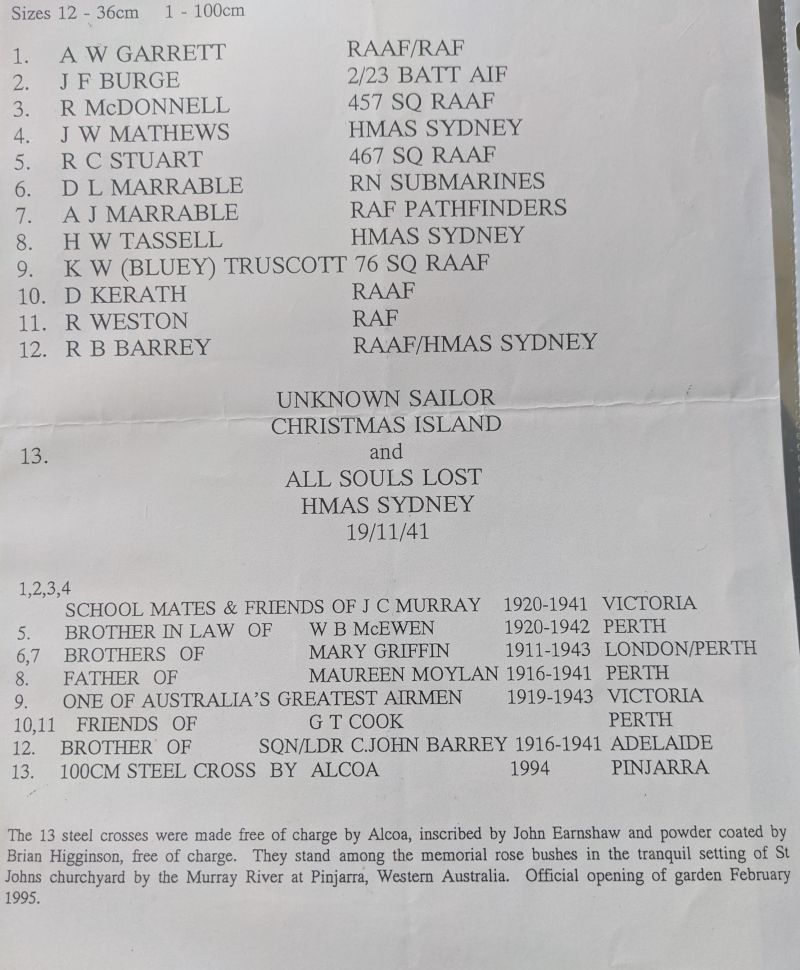 Sizes 12 - 36cm 1 - 100cm
1. A W GARRETT RAAF/RAF
2. J F BURGE 2/23 BATT AIF
3. R McDONNELL 457 SQ RAAF
4. J W MATHEWS HMAS SYDNEY
5. R C STUART 467 SQ RAAF
6. D L MARRABLE RN SUBMARINES
7. A J MARRABLE RAF PATHFINDERS
8. H W TASSELL HMAS SYDNEY
9. K W (BLUEY) TRUSCOTT 76 SQ RAAF
10. D KERATH RAAF
11. R WESTON RAF
12. R B BARREY RAAF/HMAS SYDNEY
UNKNOWN SAILOR
CHRISTMAS ISLAND
13. and
ALL SOULS LOST
HMAS SYDNEY
19/11/41
1,2,3,4
SCHOOL MATES & FRIENDS OF J C MURRAY 1920-1941 VICTORIA
5. BROTHER IN LAW OF W B McEWEN 1920-1942 PERTH
6,7 BROTHERS OF MARY GRIFFIN 1911-1943 LONDON/PERTH
8. FATHER OF MAUREEN MOYLAN 1916-1941 PERTH
9. ONE OF AUSTRALIA'S GREATEST AIRMEN 1919-1943 VICTORIA
10,11 FRIENDS OF G T COOK PERTH
12. BROTHER OF SQN/LDR C.JOHN BARREY 1916-1941 ADELAIDE
13. 100CM STEEL CROSS BY ALCOA 1994 PINJARRA
The 13 steel crosses were made free of charge by Alcoa, inscribed by John Earnshaw and powder coated by
Brian Higginson, free of charge. They stand among the memorial rose bushes in the tranquil setting of St
Johns churchyard by the Murray River at Pinjarra, Western Australia. Official opening of garden February
1995.